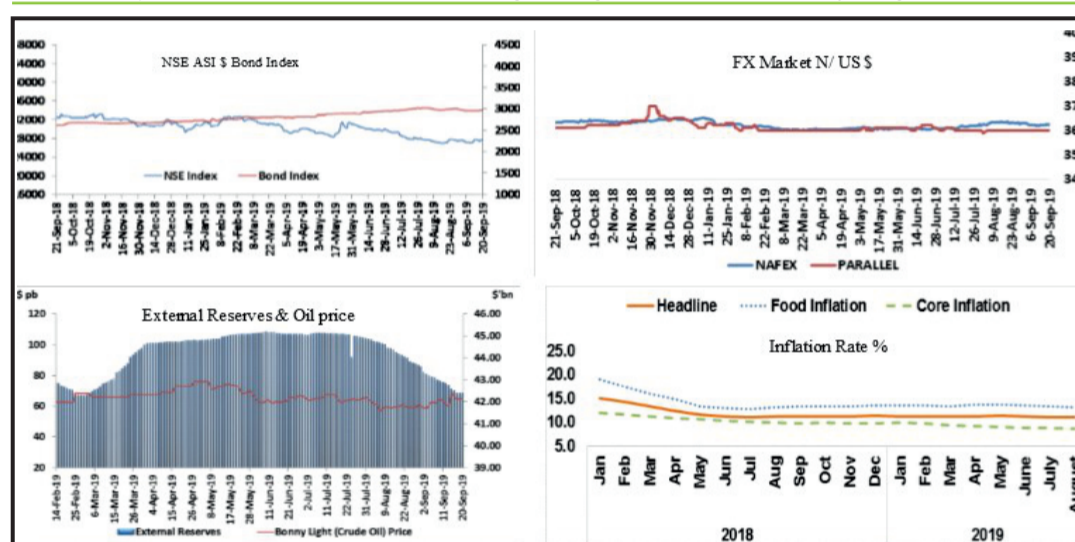 NSE ASI $ Bond Index
4500
4000
3500
3000
2500
2000
1500
1000
21-Sep-18
5-Oct-18
19-Oct-18
2-Nov-18
16-Nov-18
30-Nov-18
14-Dec-18
28-Dec-18
11-Jan-19
25-Jan-19
8-Feb-19
22-Feb-19
8-Mar-19
22-Mar-19
5-Apr-19
19-Apr-19
3-May-19
17-May-19
31-May-19
14-Jun-19
28-Jun-19
12-Jul-19
26-Jul-19
9-Aug-19
23-Aug-19
6-Sep-19
20-Sep-19
NSE Index
Bond Index
FX Market N/ US $
21-Sep-18
5-Oct-18
19-Oct-18
2-Nov-18
16-Nov-18
30-Nov-18
14-Dec-18
28-Dec-18
11-Jan-19
25-Jan-19
8-Feb-19
22-Feb-19
8-Mar-19
22-Mar-19
5-Apr-19
19-Apr-19
3-May-19
17-May-19
31-May-19
14-Jun-19
28-Jun-19
12-Jul-19
26-Jul-19
9-Aug-19
23-Aug-19
6-Sep-19
20-Sep-19
NAFEX
PARALLEL
$ pb
$'bn
External Reserves & Oil price
120
100
80
60
40
20
46.00
45.00
44.00
43.00
42.00
41.00
40.00
39.00
14-Feb-19
25-Feb-19
6-Mar-19
15-Mar-19
26-Mar-19
4-Apr-19
15-Apr-19
26-Apr-19
8-May-19
17-May-19
28-May-19
10-Jun-19
21-Jun-19
2-Jul-19
11-Jul-19
22-Jul-19
31-Jul-19
9-Aug-19
22-Aug-19
2-Sep-19
11-Sep-19
20-Sep-19
External Reserves
Bonny Light (Crude Oil) Price
Headline
Food Inflation
Core Inflation
Inflation Rate %
25.0
20.0
15.0
10.0
5.0
Jan
Feb
Mar
Apr
May
Jun
Jul
Aug
Sep
Oct
Nov
Dec
Jan
Feb
Mar
Apr
May
June
July
August
2018
2019